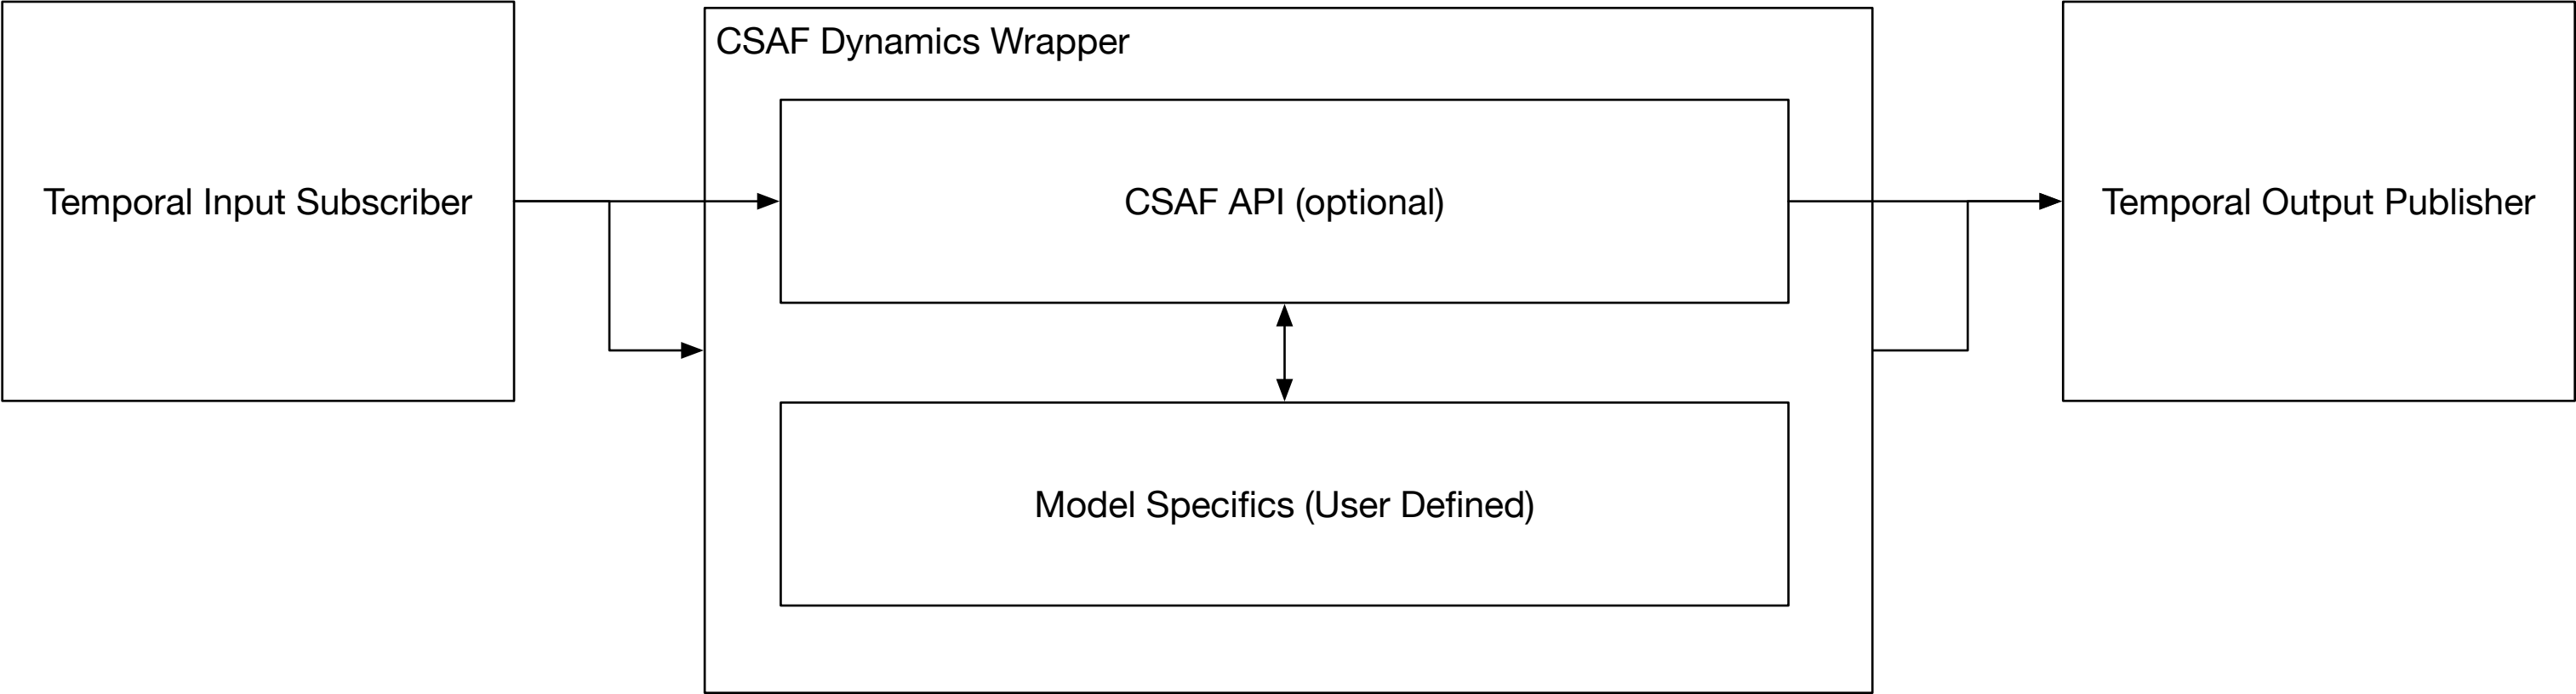 CSAF Dynamics Wrapper
Temporal Input Subscriber
CSAF API (optional)
Temporal Output Publisher
Model Specifics (User Defined)